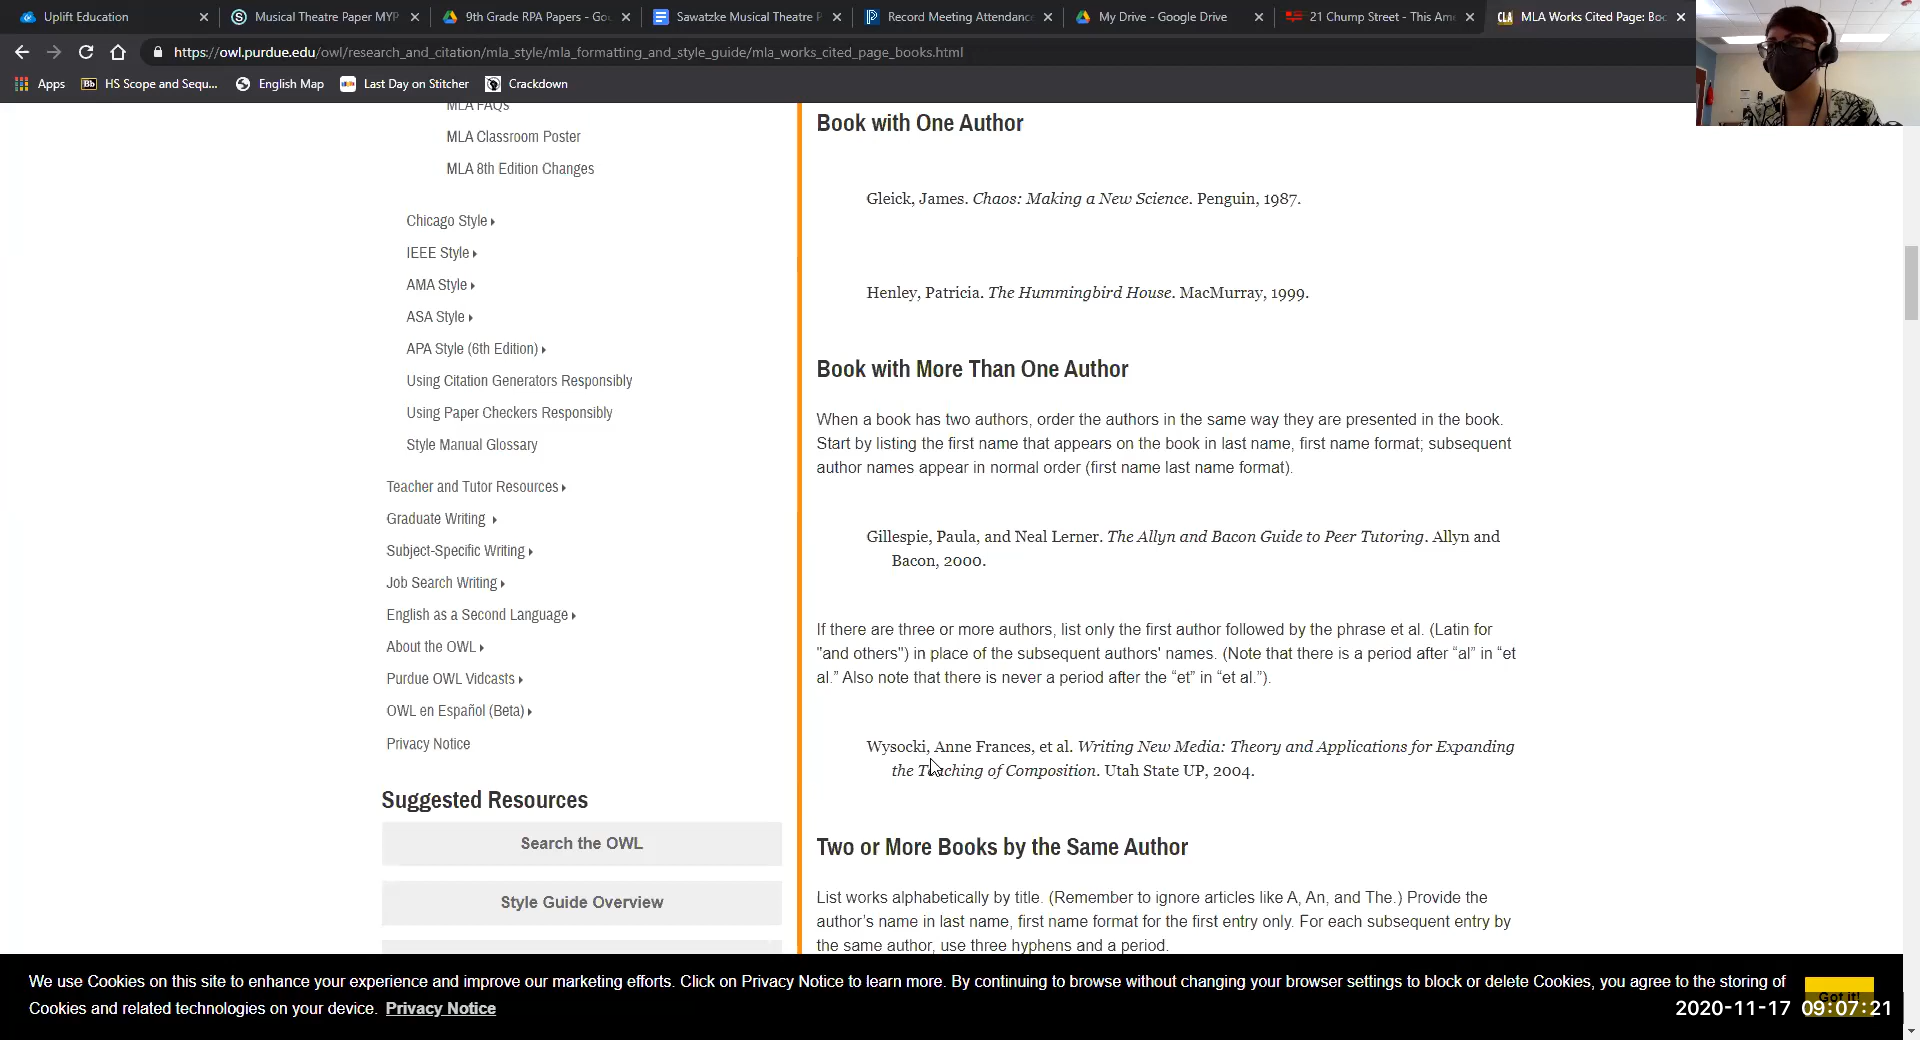 Uplift Education
Musical Theatre Paper MYP
9th Grade RPA Papers - Goo
Sawatzke Musical Theatre P
Record Meeting Attendance
My Drive - Google Drive
21 Chump Street - This Ame
CLA
MLA Works Cited Page: Boo
https://owl.purdue.edu/owl/research_and_citation/mla_style/mla_formatting_and_style_guide/mla_works_cited_page_books.html
Apps
Bb
HS Scope and Sequ...
English Map
Last Day on Stitcher
Crackdown
MLA FAQs
MLA Classroom Poster
MLA 8th Edition Changes
Chicago Style
IEEE Style
AMA Style
ASA Style
APA Style (6th Edition)
Using Citation Generators Responsibly
Using Paper Checkers Responsibly
Style Manual Glossary
Teacher and Tutor Resources
Graduate Writing
Subject-Specific Writing
Job Search Writing
English as a Second Language
About the OWL
Purdue OWL Vidcasts
OWL en Español (Beta)
Privacy Notice
Suggested Resources
Search the OWL
Style Guide Overview
Book with One Author
Gleick, James. Chaos: Making a New Science. Penguin, 1987.
Henley, Patricia. The Hummingbird House. MacMurray, 1999.
Book with More Than One Author
When a book has two authors, order the authors in the same way they are presented in the book.
Start by listing the first name that appears on the book in last name, first name format; subsequent
author names appear in normal order (first name last name format).
Gillespie, Paula, and Neal Lerner. The Allyn and Bacon Guide to Peer Tutoring. Allyn and
Bacon, 2000.
If there are three or more authors, list only the first author followed by the phrase et al. (Latin for
"and others") in place of the subsequent authors' names. (Note that there is a period after “al” in “et
al.” Also note that there is never a period after the “et” in “et al.”).
Wysocki, Anne Frances, et al. Writing New Media: Theory and Applications for Expanding
the Teaching of Composition. Utah State UP, 2004.
Two or More Books by the Same Author
List works alphabetically by title. (Remember to ignore articles like A, An, and The.) Provide the
author’s name in last name, first name format for the first entry only. For each subsequent entry by
the same author, use three hyphens and a period.
We use Cookies on this site to enhance your experience and improve our marketing efforts. Click on Privacy Notice to learn more. By continuing to browse without changing your browser settings to block or delete Cookies, you agree to the storing of
Cookies and related technologies on your device. Privacy Notice
Got it!
2020-11-17 09:07:21